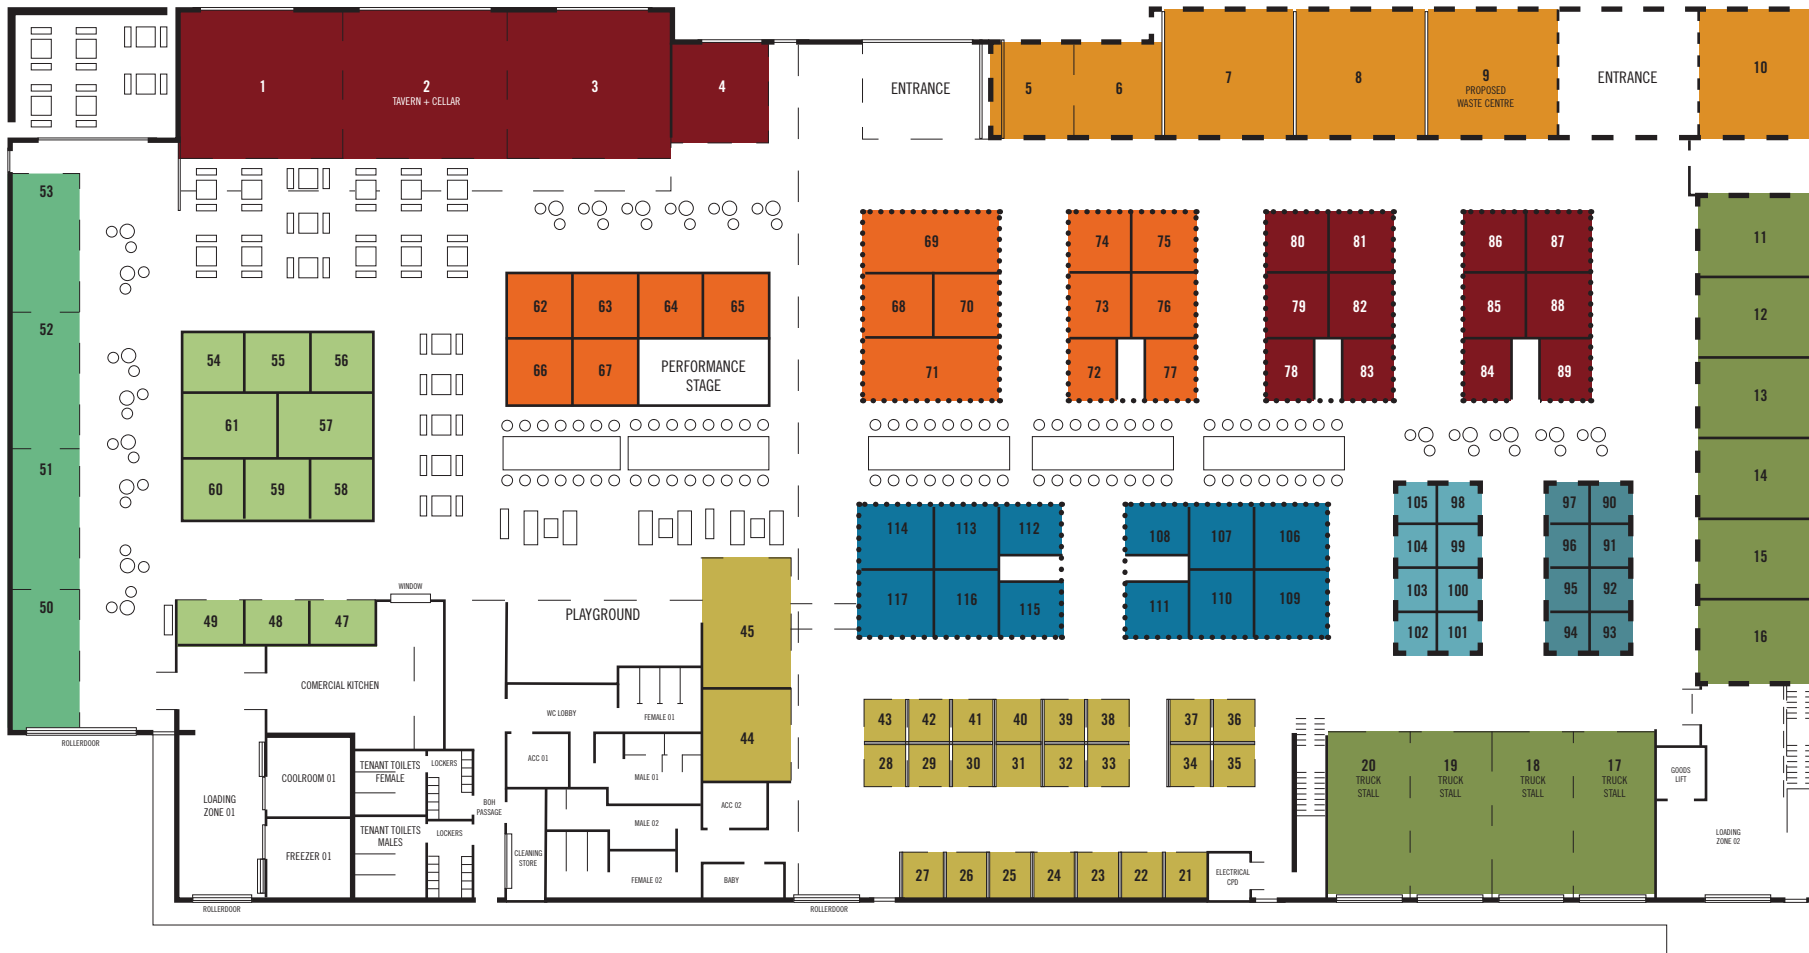 1
2
TAVERN + CELLAR
3
4
ENTRANCE
5
6
7
8
9
PROPOSED
WASTE CENTRE
ENTRANCE
10
53
52
51
50
69
68
70
71
74
75
73
76
72
77
80
81
79
82
78
83
86
87
85
88
84
89
11
12
13
14
15
16
62
63
64
65
66
67
PERFORMANCE
STAGE
54
55
56
61
57
60
59
58
105
98
104
99
103
100
102
101
97
90
96
91
95
92
94
93
114
113
112
117
116
115
108
107
106
111
110
109
WINDOW
49
48
47
PLAYGROUND
45
44
COMERCIAL KITCHEN
WC LOBBY
FEMALE 01
ROLLERDOOR
43
42
41
40
39
38
37
36
28
29
30
31
32
33
34
35
COOLROOM 01
TENANT TOILETS
FEMALE
LOCKERS
ACC 01
MALE 01
LOADING
ZONE 01
BOH
PASSAGE
ACC 02
MALE 02
TENANT TOILETS
MALES
LOCKERS
FREEZER 01
CLEANING
STORE
FEMALE 02
BABY
20
TRUCK
STALL
19
TRUCK
STALL
18
TRUCK
STALL
17
TRUCK
STALL
GOODS
LIFT
LOADING
ZONE 02
27
26
25
24
23
22
21
ELECTRICAL
CPD
ROLLERDOOR
ROLLERDOOR